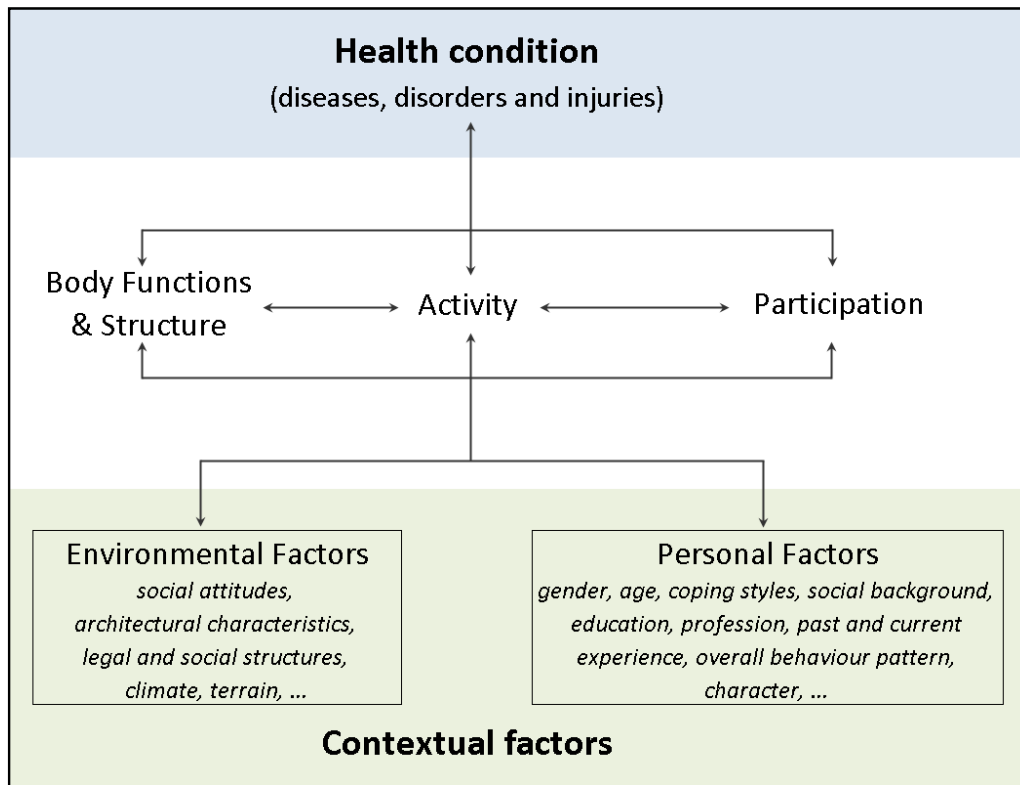 Health condition
(diseases, disorders and injuries)
Body Functions
& Structure
Activity
Participation
Environmental Factors
social attitudes,
architectural characteristics,
legal and social structures,
climate, terrain, ...
Personal Factors
gender, age, coping styles, social background,
education, profession, past and current
experience, overall behaviour pattern,
character, ...
Contextual factors